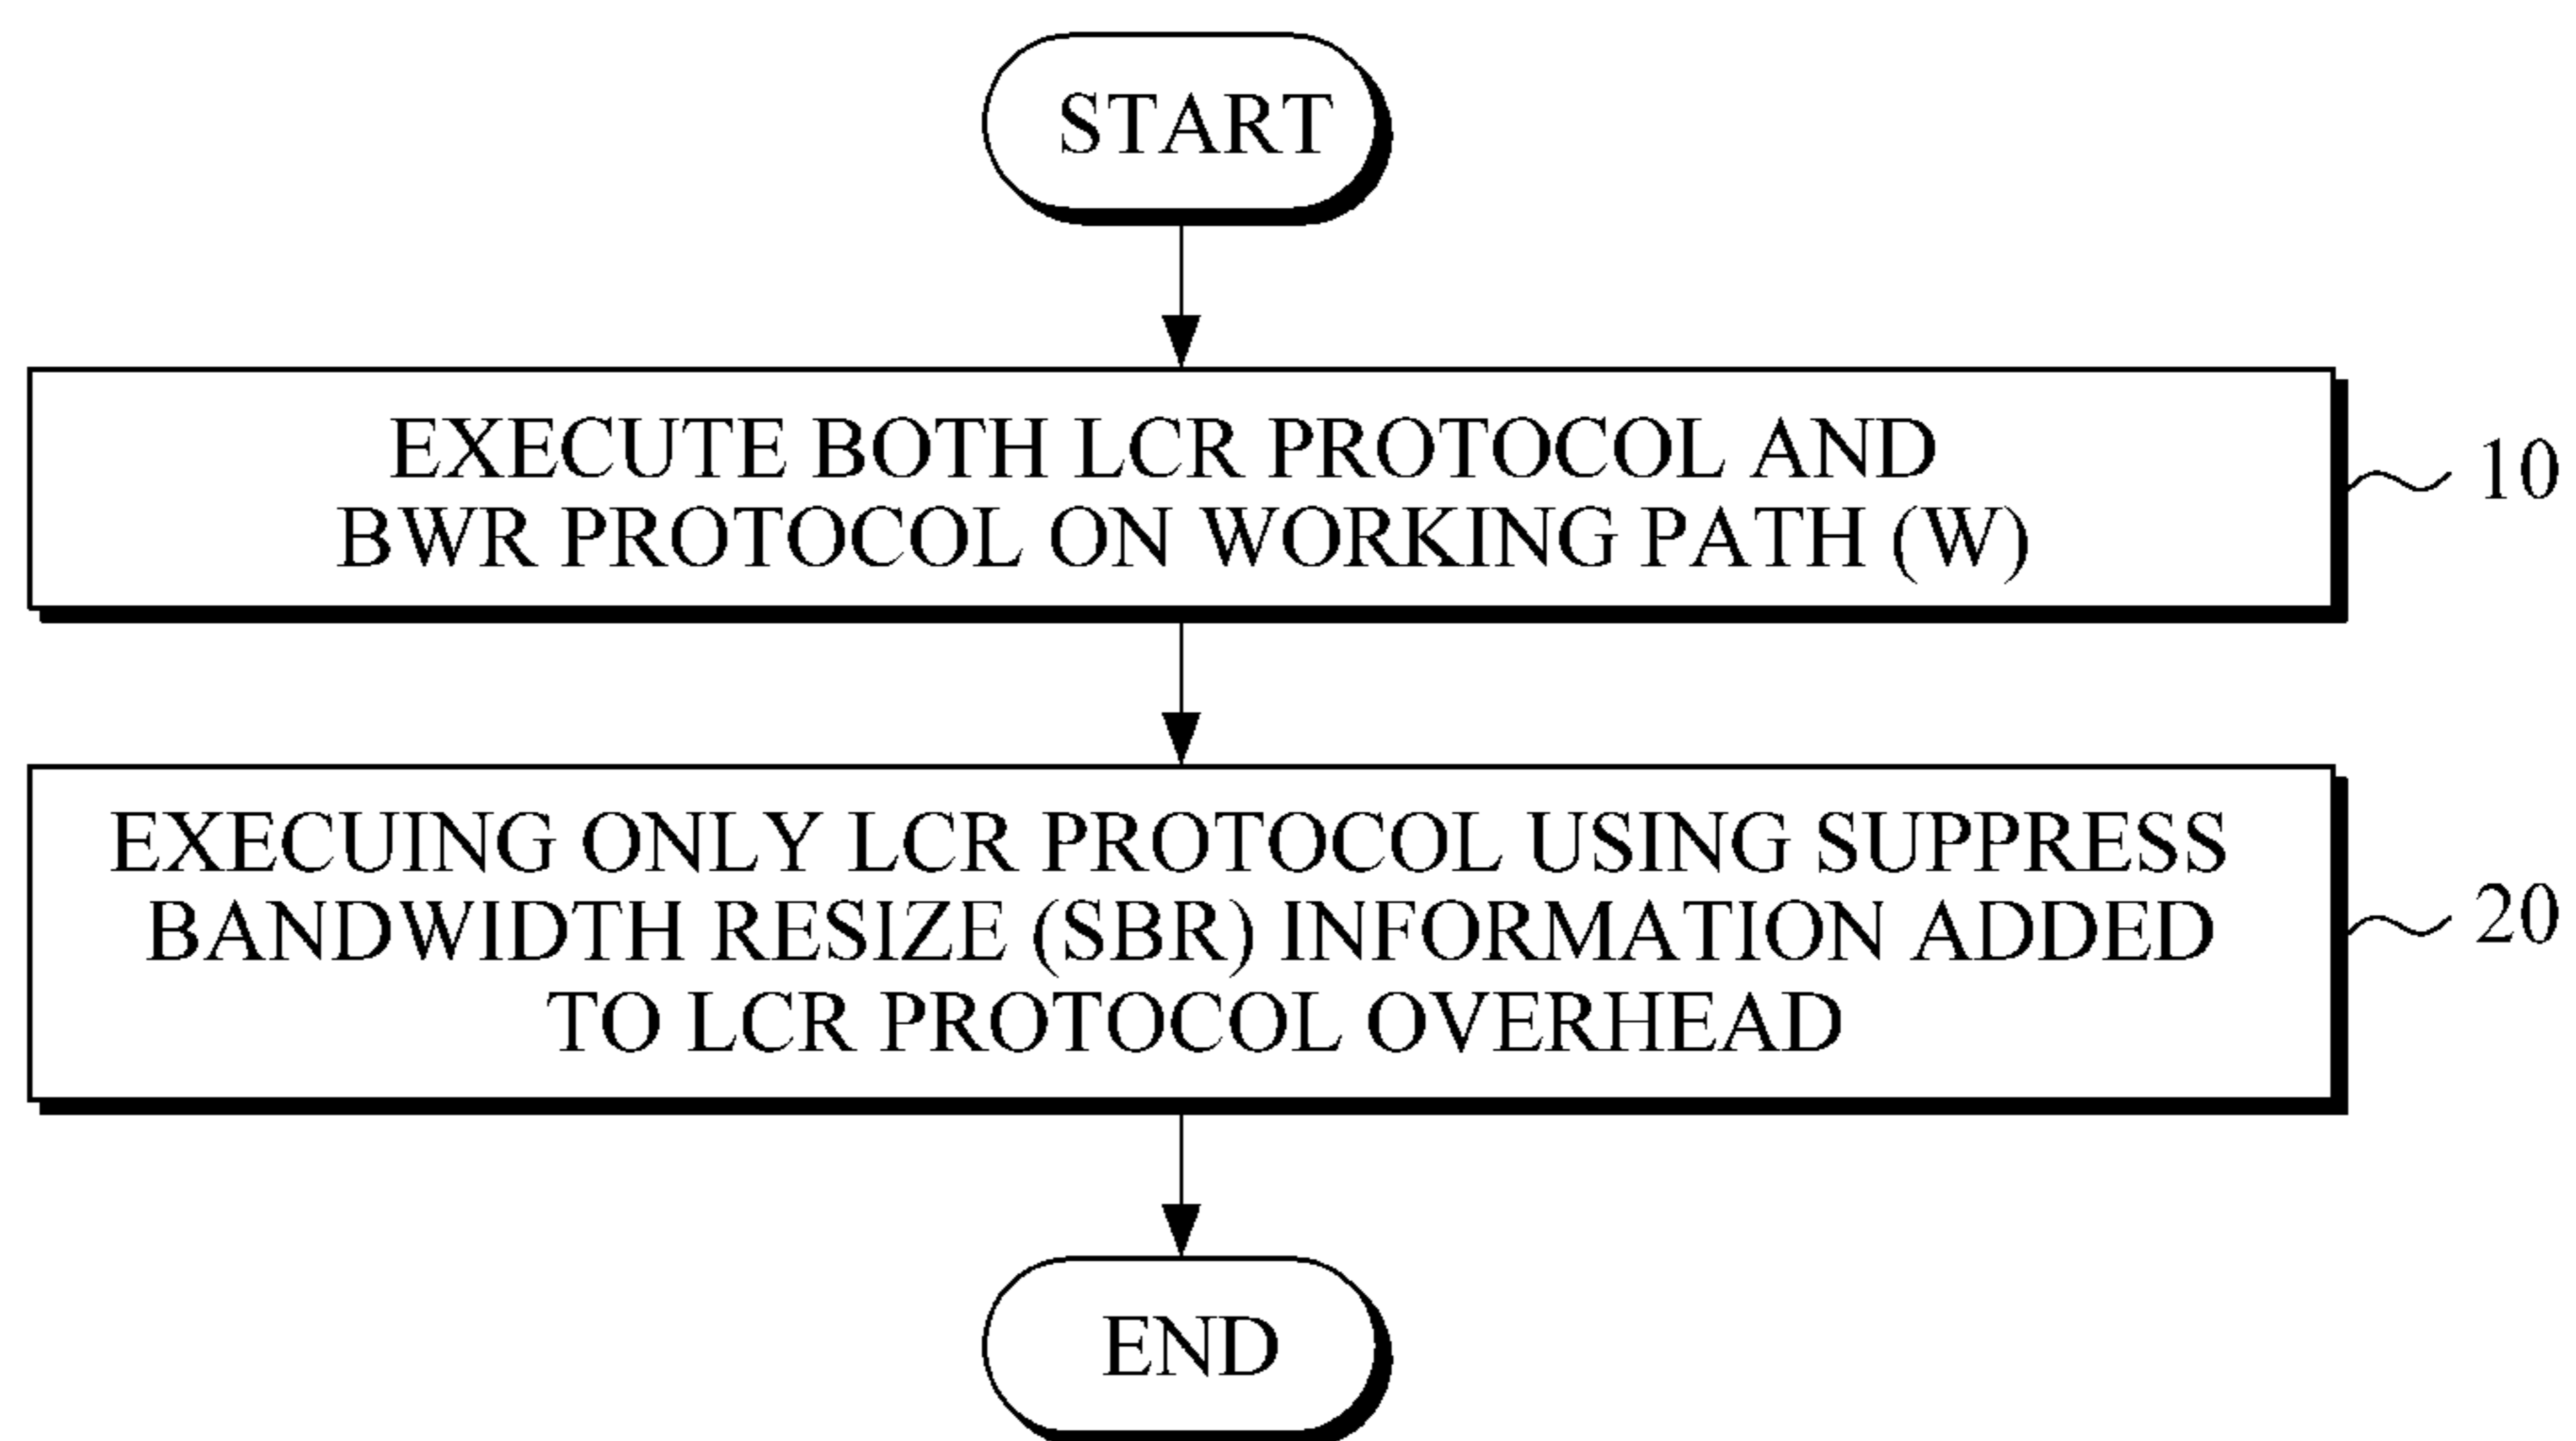 START
EXECUTE BOTH LCR PROTOCOL AND
BWR PROTOCOL ON WORKING PATH (W)
10
EXECUING ONLY LCR PROTOCOL USING SUPPRESS
BANDWIDTH RESIZE (SBR) INFORMATION ADDED
TO LCR PROTOCOL OVERHEAD
20
END